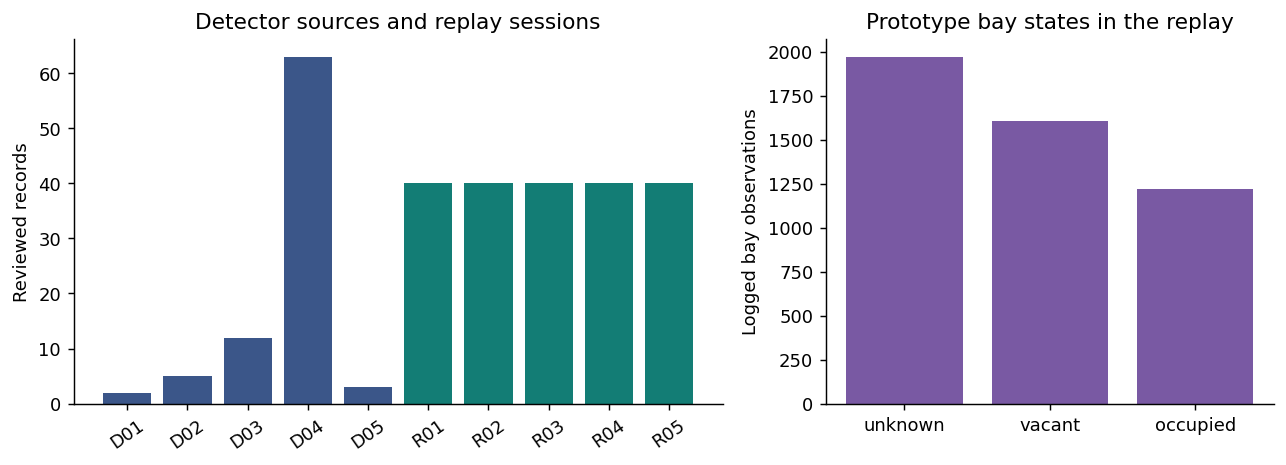 Detector sources and replay sessions
Reviewed records
60
50
40
30
20
10
0
D01 D02 D03 D04 D05 R01 R02 R03 R04 R05
Prototype bay states in the replay
Logged bay observations
2000
1750
1500
1250
1000
750
500
250
0
unknown vacant occupied